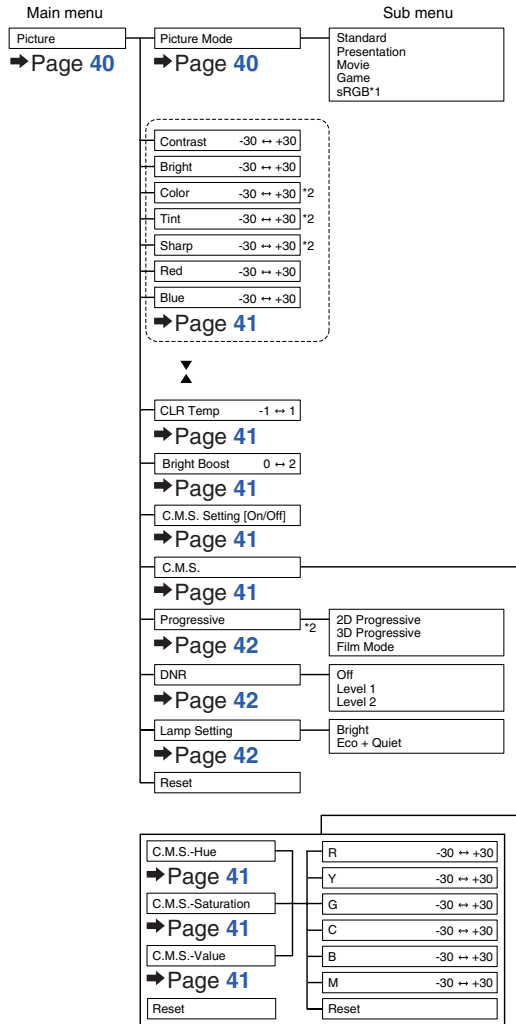 Main menu
Sub menu
Picture
➡Page 40
Picture Mode
➡Page 40
Standard
Presentation
Movie
Game
sRGB*1
Contrast -30 ↔ +30
Bright -30 ↔ +30
Color -30 ↔ +30 *2
Tint -30 ↔ +30 *2
Sharp -30 ↔ +30 *2
Red -30 ↔ +30
Blue -30 ↔ +30
➡Page 41
CLR Temp -1 ↔ 1
➡Page 41
Bright Boost 0 ↔ 2
➡Page 41
C.M.S. Setting [On/Off]
➡Page 41
C.M.S.
➡Page 41
Progressive *2
➡Page 42
2D Progressive
3D Progressive
Film Mode
DNR
➡Page 42
Off
Level 1
Level 2
Lamp Setting
➡Page 42
Bright
Eco + Quiet
Reset
C.M.S.-Hue
➡Page 41
C.M.S.-Saturation
➡Page 41
C.M.S.-Value
➡Page 41
Reset
R -30 ↔ +30
Y -30 ↔ +30
G -30 ↔ +30
C -30 ↔ +30
B -30 ↔ +30
M -30 ↔ +30
Reset